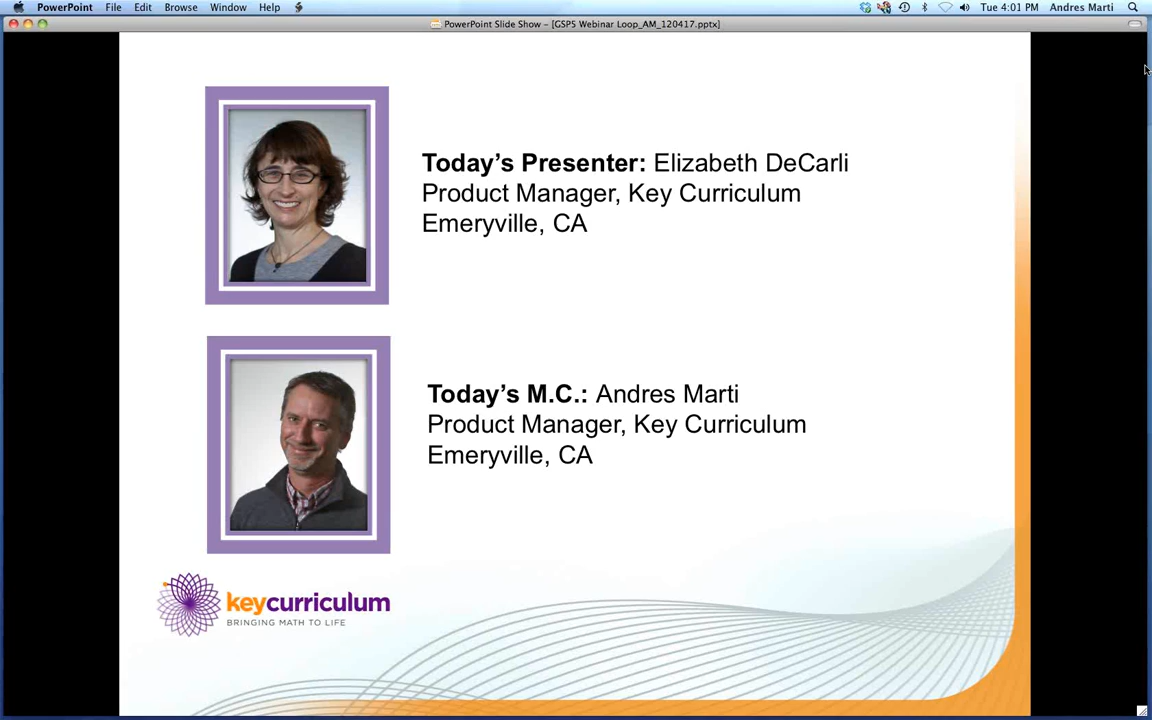 PowerPoint File Edit Browse Window Help Tue 4:01 PM Andres Marti
PowerPoint Slide Show – [GSP5 Webinar Loop_AM_120417.pptx]
Today's Presenter: Elizabeth DeCarli
Product Manager, Key Curriculum
Emeryville, CA
Today's M.C.: Andres Marti
Product Manager, Key Curriculum
Emeryville, CA
keycurriculum
BRINGING MATH TO LIFE